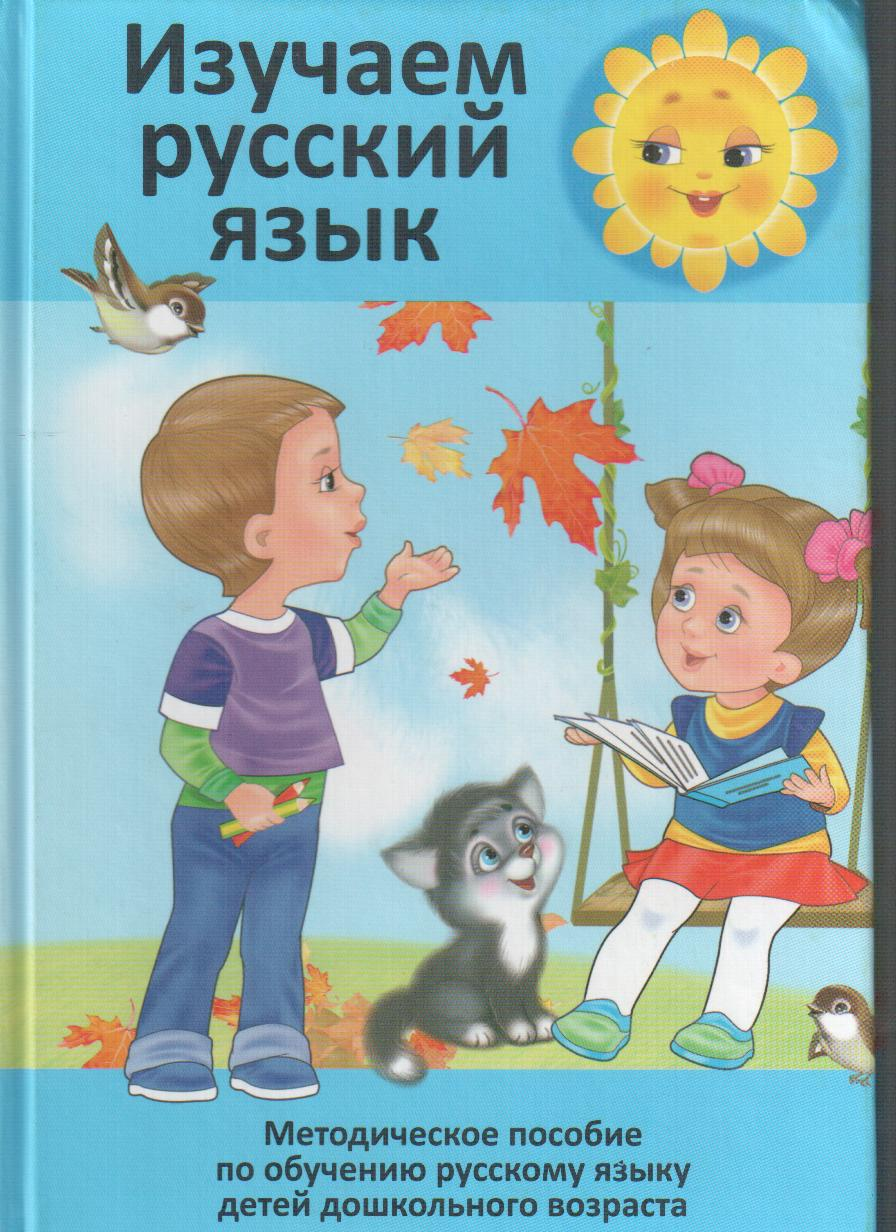 Изучаем
русский
язык
Методическое пособие
по обучению русскому языку
детей дошкольного возраста